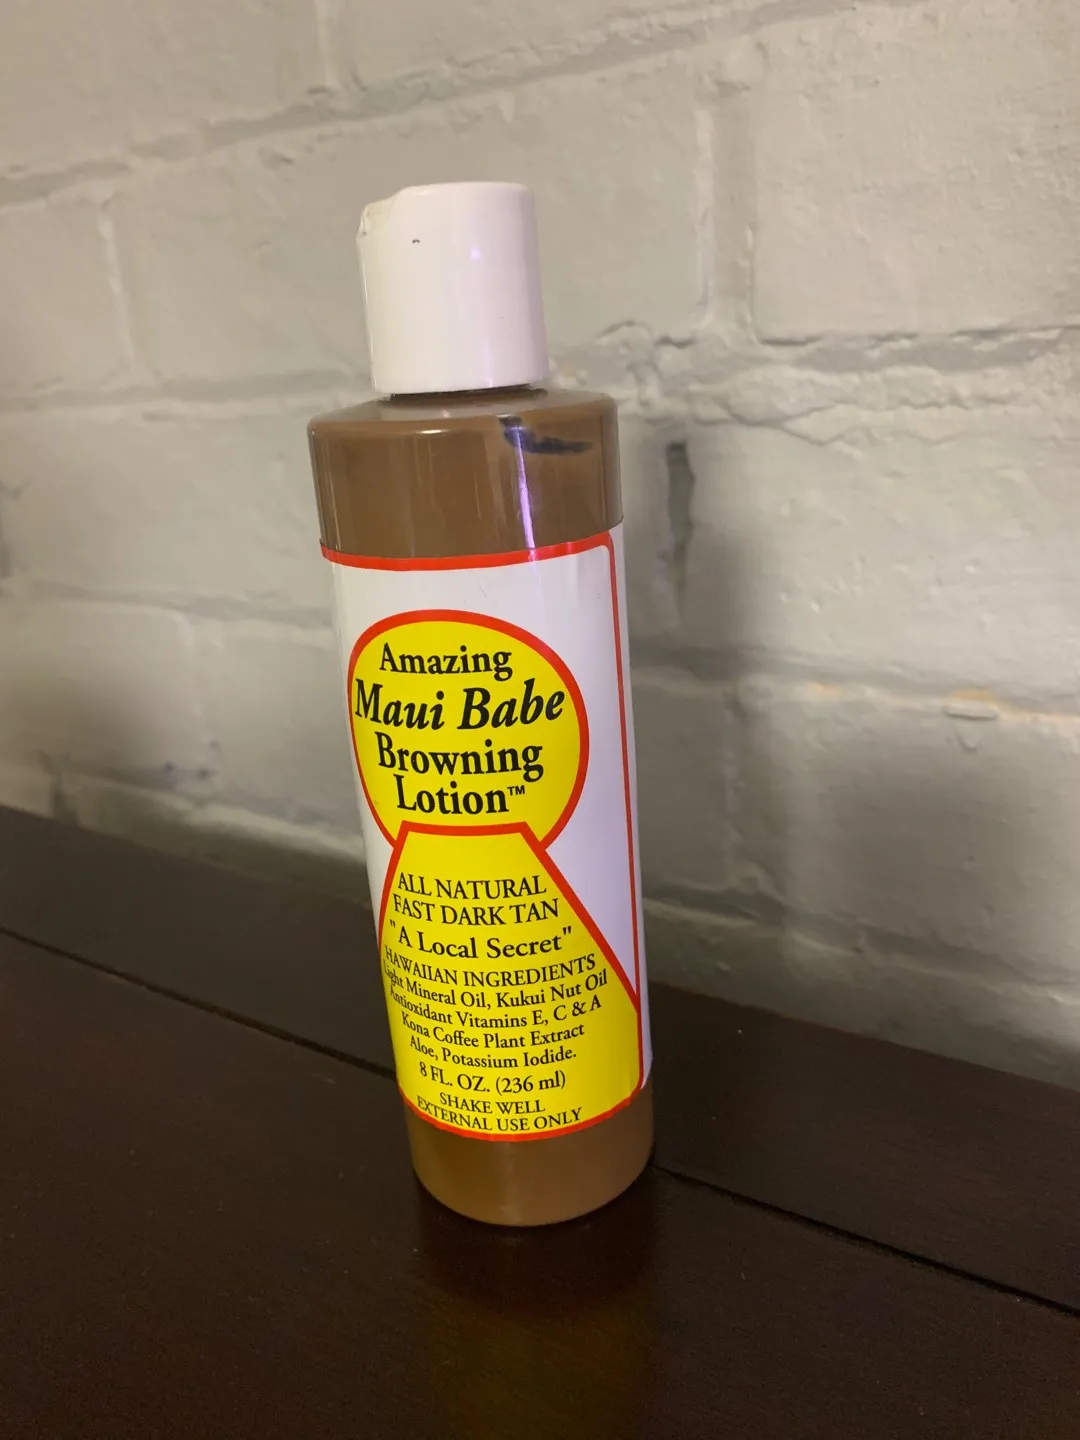 Amazing
Maui Babe
Browning
Lotion™
ALL NATURAL
FAST DARK TAN
"A Local Secret"
HAWAIIAN INGREDIENTS
Light Mineral Oil, Kukui Nut Oil
Antioxidant Vitamins E, C & A
Kona Coffee Plant Extract
Aloe, Potassium Iodide.
8 FL. OZ. (236 ml)
SHAKE WELL
EXTERNAL USE ONLY